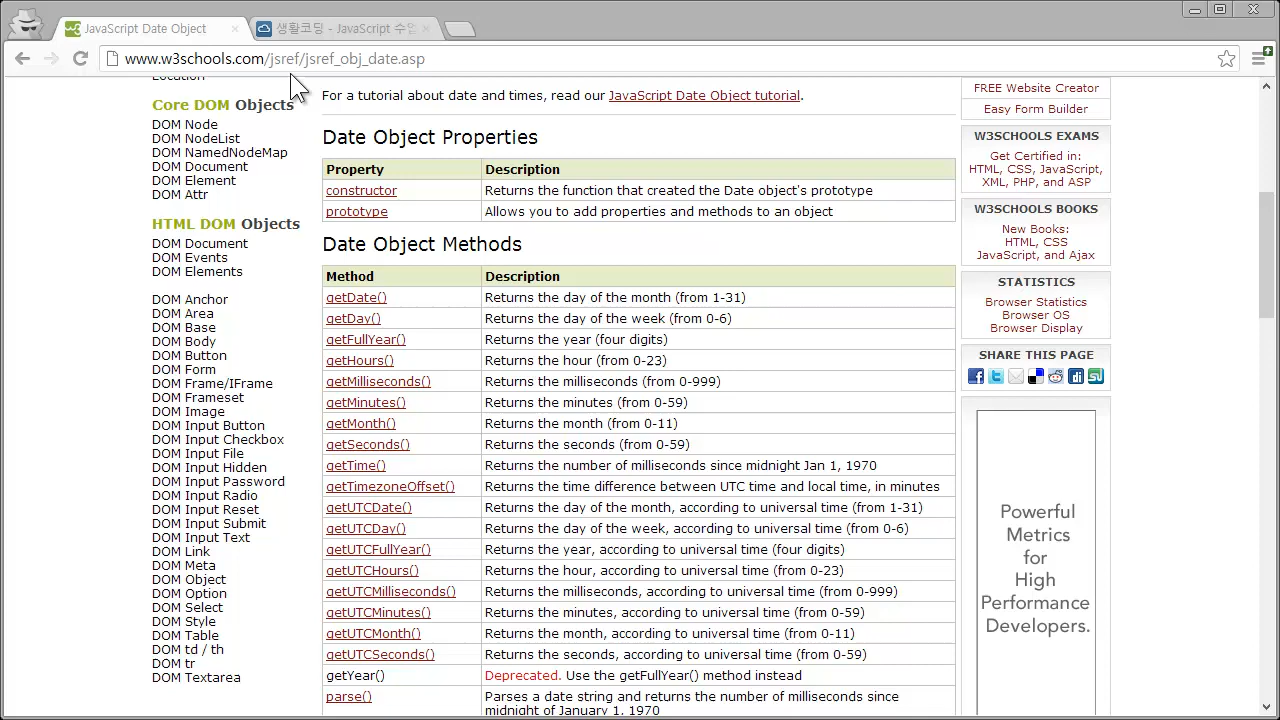 JavaScript Date Object
생활코딩 - JavaScript 수업
www.w3schools.com/jsref/jsref_obj_date.asp
Location
Core DOM Objects
DOM Node
DOM NodeList
DOM NamedNodeMap
DOM Document
DOM Element
DOM Attr
HTML DOM Objects
DOM Document
DOM Events
DOM Elements
DOM Anchor
DOM Area
DOM Base
DOM Body
DOM Button
DOM Form
DOM Frame/IFrame
DOM Frameset
DOM Image
DOM Input Button
DOM Input Checkbox
DOM Input File
DOM Input Hidden
DOM Input Password
DOM Input Radio
DOM Input Reset
DOM Input Submit
DOM Input Text
DOM Link
DOM Meta
DOM Object
DOM Option
DOM Select
DOM Style
DOM Table
DOM td / th
DOM tr
DOM Textarea
For a tutorial about date and times, read our JavaScript Date Object tutorial.
Date Object Properties
Property Description
constructor Returns the function that created the Date object's prototype
prototype Allows you to add properties and methods to an object
Date Object Methods
Method Description
getDate() Returns the day of the month (from 1-31)
getDay() Returns the day of the week (from 0-6)
getFullYear() Returns the year (four digits)
getHours() Returns the hour (from 0-23)
getMilliseconds() Returns the milliseconds (from 0-999)
getMinutes() Returns the minutes (from 0-59)
getMonth() Returns the month (from 0-11)
getSeconds() Returns the seconds (from 0-59)
getTime() Returns the number of milliseconds since midnight Jan 1, 1970
getTimezoneOffset() Returns the time difference between UTC time and local time, in minutes
getUTCDate() Returns the day of the month, according to universal time (from 1-31)
getUTCDay() Returns the day of the week, according to universal time (from 0-6)
getUTCFullYear() Returns the year, according to universal time (four digits)
getUTCHours() Returns the hour, according to universal time (from 0-23)
getUTCMilliseconds() Returns the milliseconds, according to universal time (from 0-999)
getUTCMinutes() Returns the minutes, according to universal time (from 0-59)
getUTCMonth() Returns the month, according to universal time (from 0-11)
getUTCSeconds() Returns the seconds, according to universal time (from 0-59)
getYear() Deprecated. Use the getFullYear() method instead
parse() Parses a date string and returns the number of milliseconds since
midnight of January 1, 1970
FREE Website Creator
Easy Form Builder
W3SCHOOLS EXAMS
Get Certified in:
HTML, CSS, JavaScript,
XML, PHP, and ASP
W3SCHOOLS BOOKS
New Books:
HTML, CSS
JavaScript, and Ajax
STATISTICS
Browser Statistics
Browser OS
Browser Display
SHARE THIS PAGE
Powerful
Metrics
for
High
Performance
Developers.